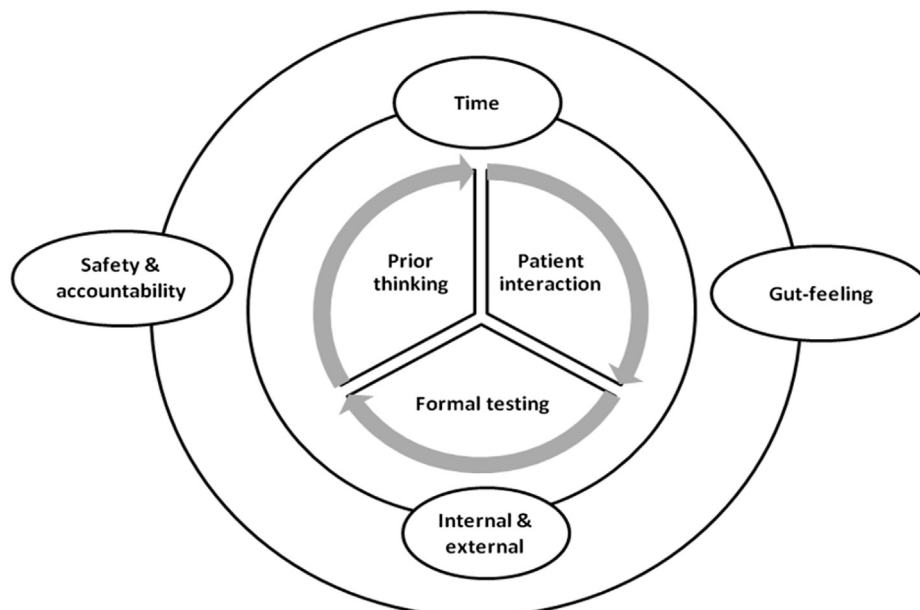 Time
Safety &
accountability
Prior
thinking
Patient
interaction
Gut-feeling
Formal testing
Internal &
external